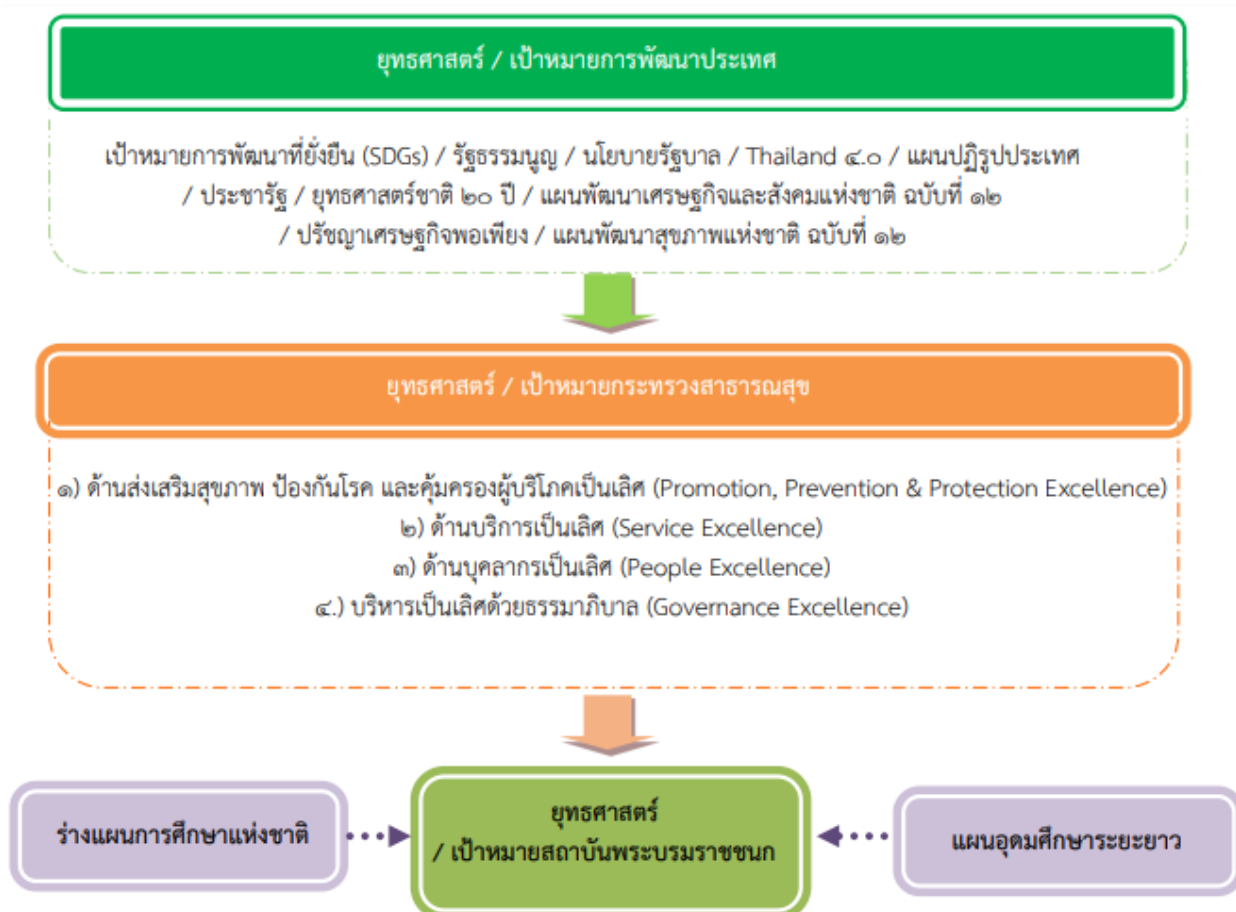 ยุทธศาสตร์ / เป้าหมายการพัฒนาประเทศ
เป้าหมายการพัฒนาที่ยั่งยืน (SDGs) / รัฐธรรมนูญ / นโยบายรัฐบาล / Thailand ๔.๐ / แผนปฏิรูปประเทศ
/ ประชารัฐ / ยุทธศาสตร์ชาติ ๒๐ ปี / แผนพัฒนาเศรษฐกิจและสังคมแห่งชาติ ฉบับที่ ๑๒
/ ปรัชญาเศรษฐกิจพอเพียง / แผนพัฒนาสุขภาพแห่งชาติ ฉบับที่ ๑๒
ยุทธศาสตร์ / เป้าหมายกระทรวงสาธารณสุข
๑) ด้านส่งเสริมสุขภาพ ป้องกันโรค และคุ้มครองผู้บริโภคเป็นเลิศ (Promotion, Prevention & Protection Excellence)
๒) ด้านบริการเป็นเลิศ (Service Excellence)
๓) ด้านบุคลากรเป็นเลิศ (People Excellence)
๔.) บริหารเป็นเลิศด้วยธรรมาภิบาล (Governance Excellence)
ร่างแผนการศึกษาแห่งชาติ
ยุทธศาสตร์
/ เป้าหมายสถาบันพระบรมราชชนก
แผนอุดมศึกษาระยะยาว